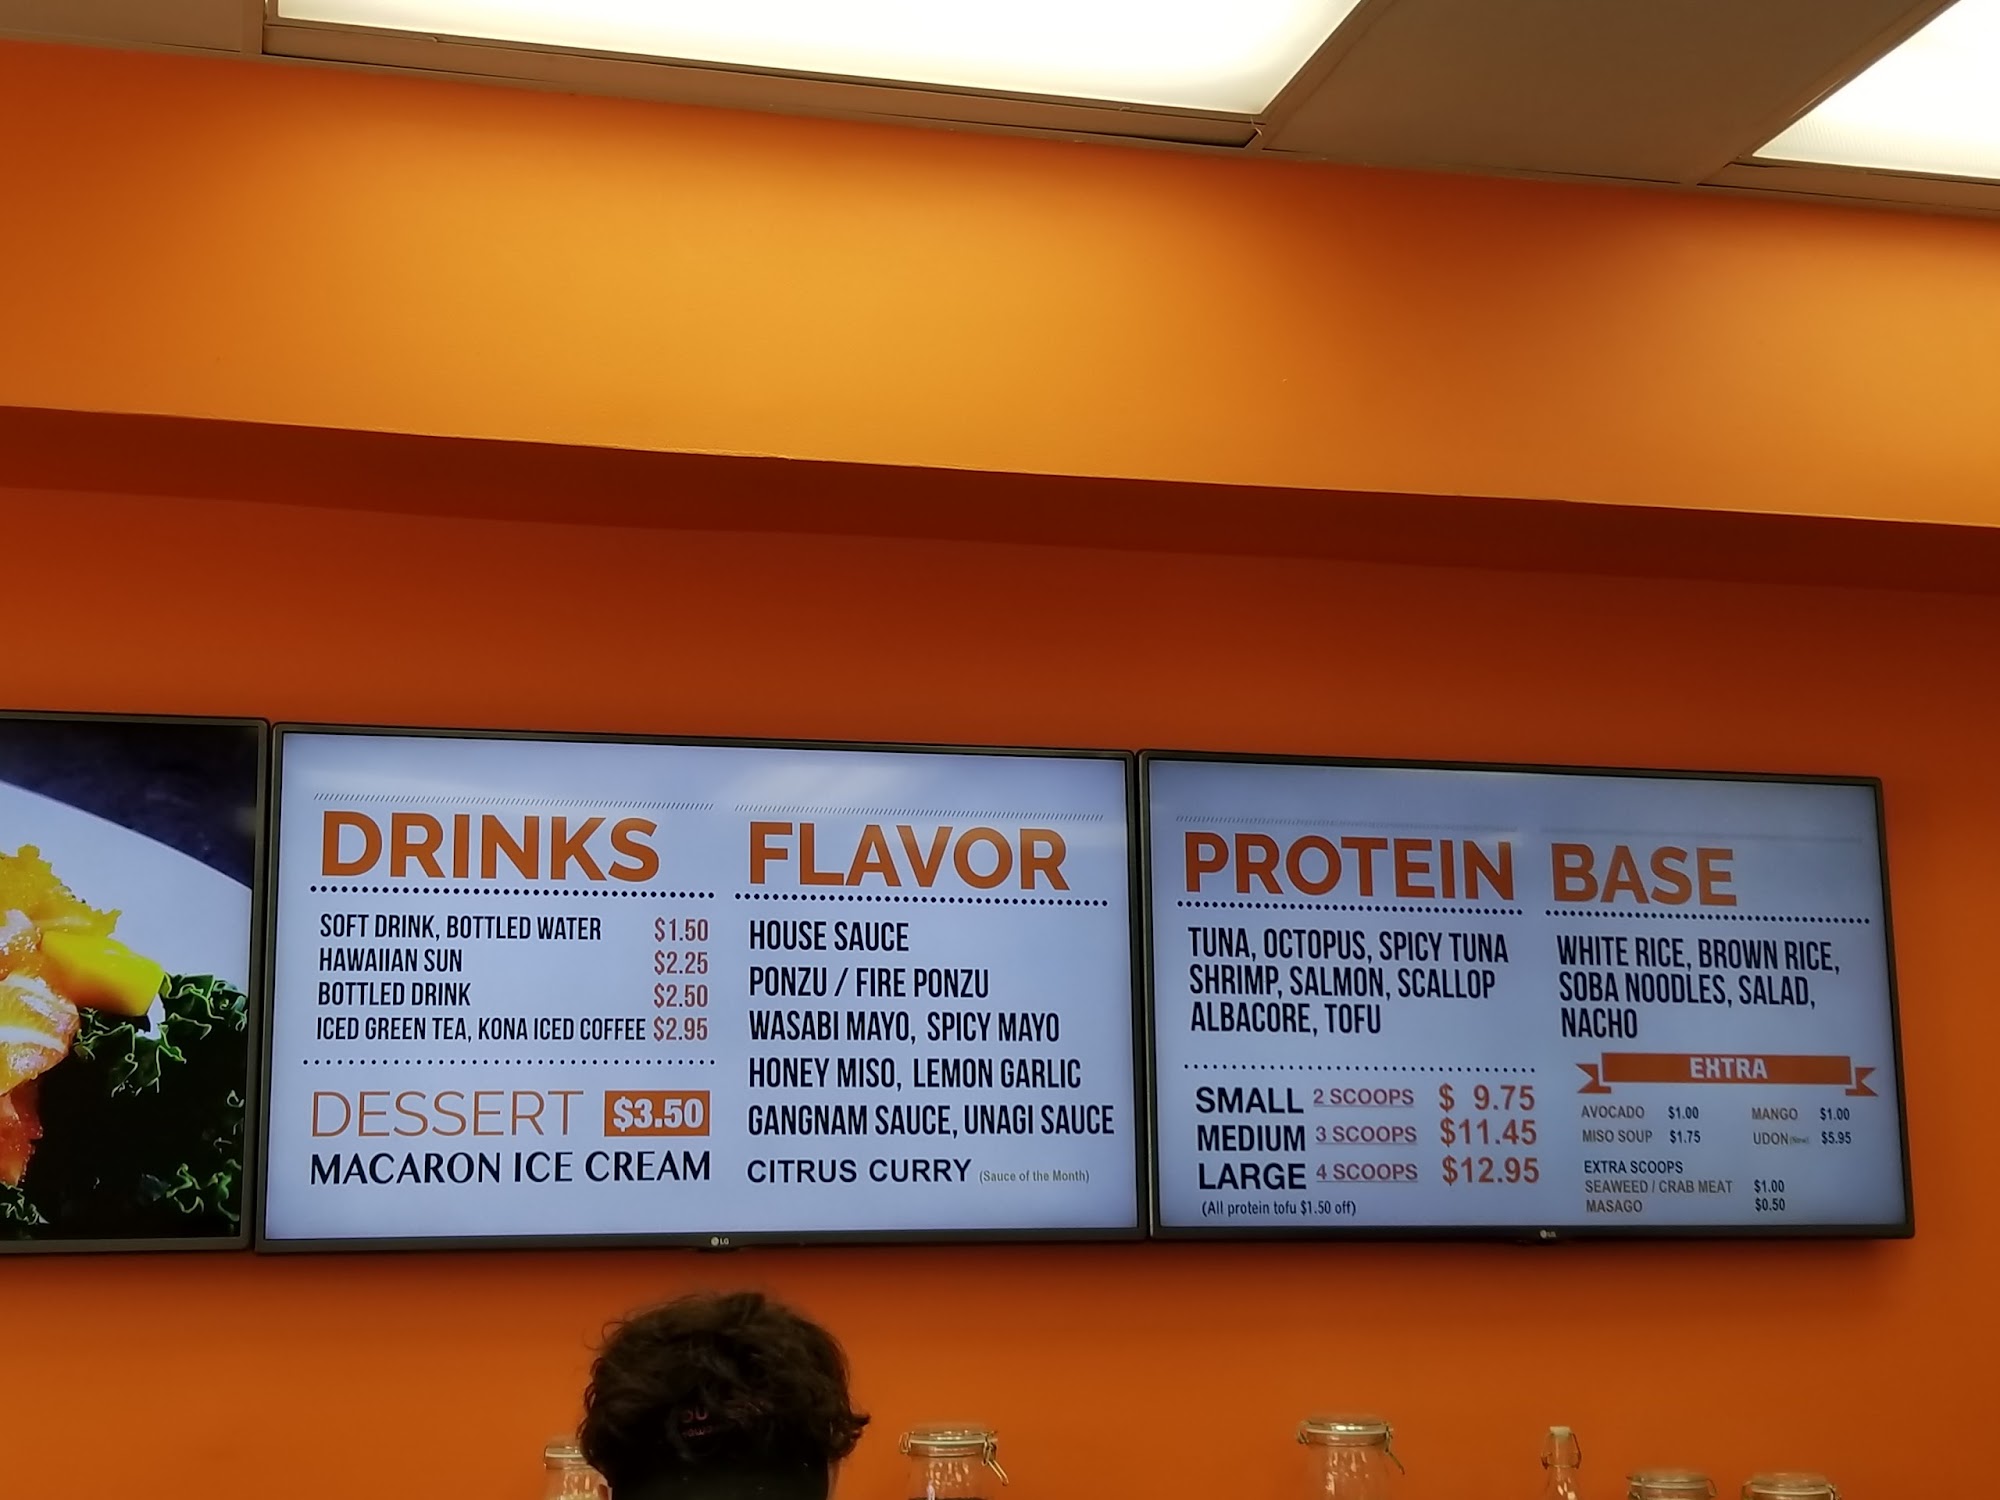 DRINKS
SOFT DRINK, BOTTLED WATER $1.50
HAWAIIAN SUN $2.25
BOTTLED DRINK $2.50
ICED GREEN TEA, KONA ICED COFFEE $2.95
DESSERT $3.50
MACARON ICE CREAM
FLAVOR
HOUSE SAUCE
PONZU / FIRE PONZU
WASABI MAYO, SPICY MAYO
HONEY MISO, LEMON GARLIC
GANGNAM SAUCE, UNAGI SAUCE
CITRUS CURRY (Sauce of the Month)
LG
PROTEIN
TUNA, OCTOPUS, SPICY TUNA
SHRIMP, SALMON, SCALLOP
ALBACORE, TOFU
SMALL 2 SCOOPS $ 9.75
MEDIUM 3 SCOOPS $11.45
LARGE 4 SCOOPS $12.95
(All protein tofu $1.50 off)
BASE
WHITE RICE, BROWN RICE,
SOBA NOODLES, SALAD,
NACHO
EXTRA
AVOCADO $1.00 MANGO $1.00
MISO SOUP $1.75 UDON (New) $5.95
EXTRA SCOOPS
SEAWEED / CRAB MEAT $1.00
MASAGO $0.50
LG